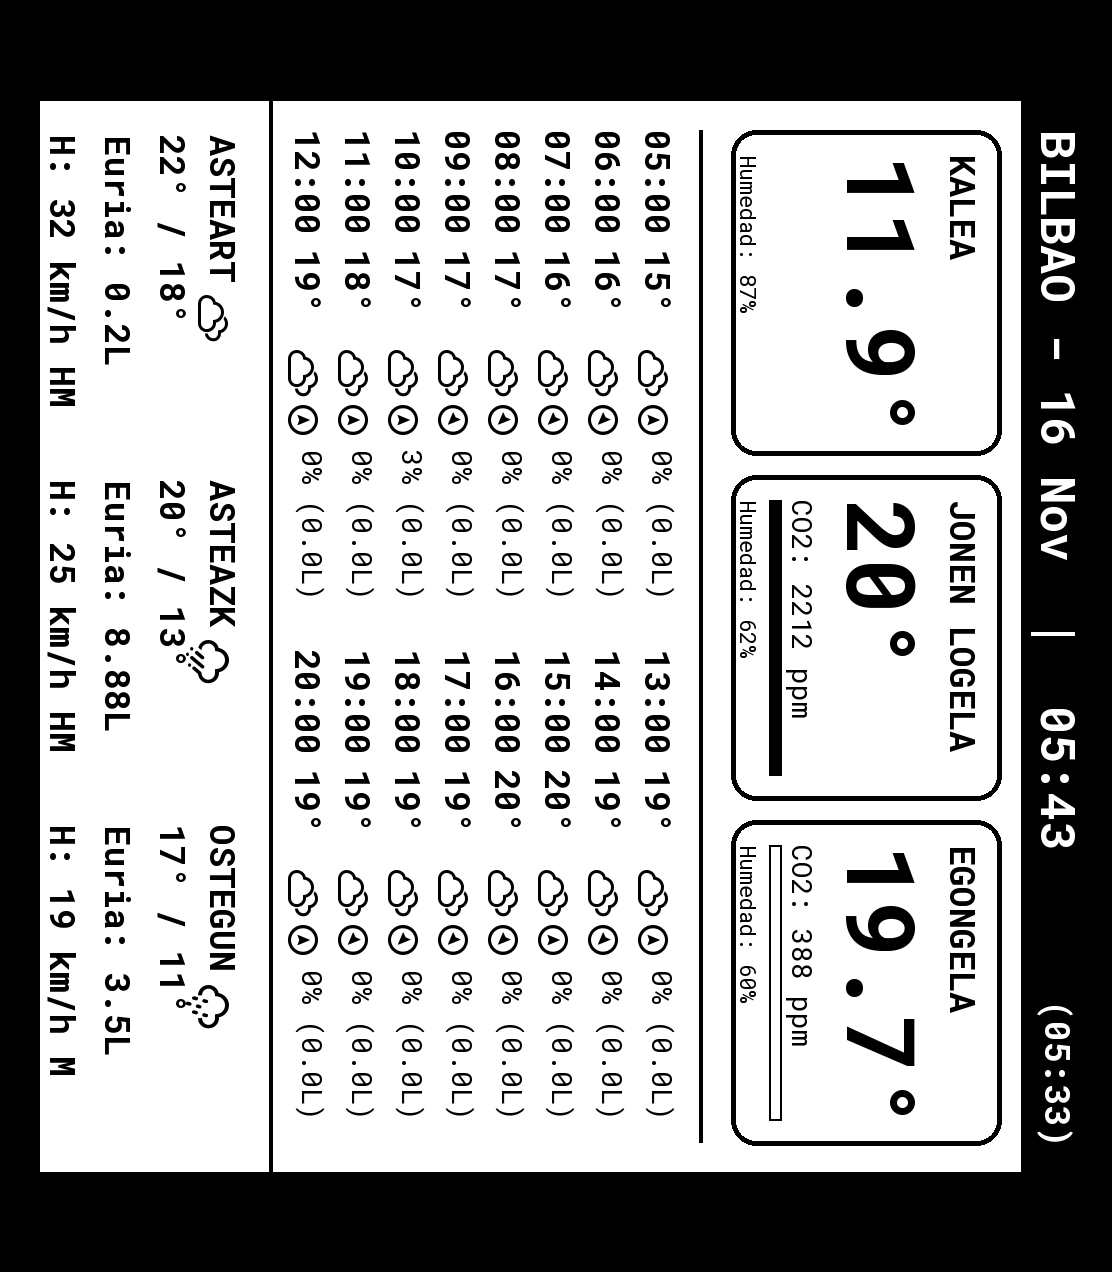 BILBAO - 16 Nov | 05:43 (05:33)
KALEA
11.9°
Humedad: 87%
JONEN LOGELA
20°
CO2: 2212 ppm
Humedad: 62%
EGONGELA
19.7°
CO2: 388 ppm
Humedad: 60%
05:00 15° 0% (0.0L)
06:00 16° 0% (0.0L)
07:00 16° 0% (0.0L)
08:00 17° 0% (0.0L)
09:00 17° 0% (0.0L)
10:00 17° 3% (0.0L)
11:00 18° 0% (0.0L)
12:00 19° 0% (0.0L)
13:00 19° 0% (0.0L)
14:00 19° 0% (0.0L)
15:00 20° 0% (0.0L)
16:00 20° 0% (0.0L)
17:00 19° 0% (0.0L)
18:00 19° 0% (0.0L)
19:00 19° 0% (0.0L)
20:00 19° 0% (0.0L)
ASTEART
22° / 18°
Euria: 0.2L
H: 32 km/h HM
ASTEAZK
20° / 13°
Euria: 8.88L
H: 25 km/h HM
OSTEGUN
17° / 11°
Euria: 3.5L
H: 19 km/h M